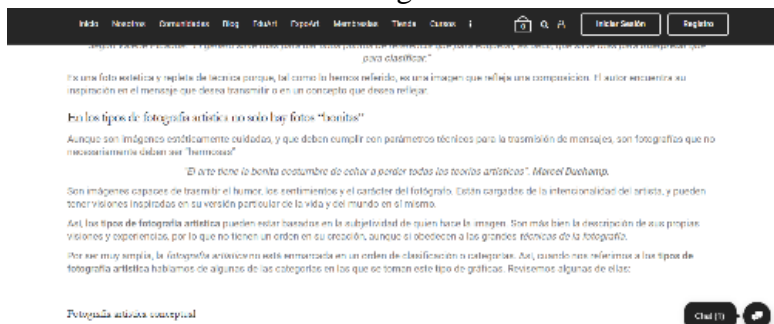 Inicio Nosotros Comunidades Blog EduArt ExpoArt Membresías Tienda Cursos 0 Iniciar Sesión Registro
para clasificar."
Es una foto estética y repleta de técnica porque, tal como lo hemos referido, es una imagen que refleja una composición. El autor encuentra su
inspiración en el mensaje que desea transmitir o en un concepto que desea reflejar.
En los tipos de fotografía artística no solo hay fotos "bonitas"
Aunque son imágenes estéticamente cuidadas, y que deben cumplir con parámetros técnicos para la trasmisión de mensajes, son fotografías que no
necesariamente deben ser "hermosas"
"El arte tiene la bonita costumbre de echar a perder todas las teorías artísticas". Marcel Duchamp.
Son imágenes capaces de trasmitir el humor, los sentimientos y el carácter del fotógrafo. Están cargadas de la intencionalidad del artista, y pueden
tener visiones inspiradas en su versión particular de la vida y del mundo en sí mismo.
Así, los tipos de fotografía artística pueden estar basados en la subjetividad de quien hace la imagen. Son más bien la descripción de sus propias
visiones y experiencias, por lo que no tienen un orden en su creación, aunque sí obedecen a las grandes técnicas de la fotografía.
Por ser muy amplia, la fotografía artística no está enmarcada en un orden de clasificación o categorías. Así, cuando nos referimos a los tipos de
fotografía artística hablamos de algunas de las categorías en las que se toman este tipo de gráficas. Revisemos algunas de ellas:
Fotografía artística conceptual
Chat (1)